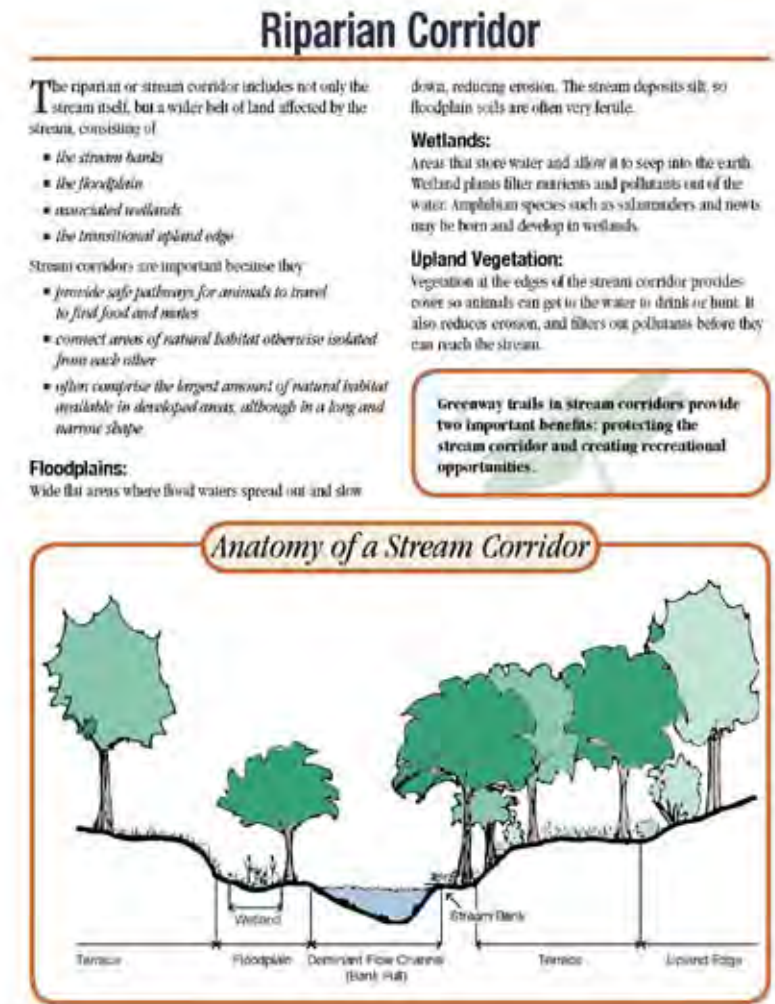 Riparian Corridor
The riparian or stream corridor includes not only the
stream itself, but a wider belt of land affected by the
stream, consisting of
▪ the stream banks
▪ the floodplain
▪ associated wetlands
▪ the transitional upland edge
Stream corridors are important because they
▪ provide safe pathways for animals to travel
to find food and mates
▪ connect areas of natural habitat otherwise isolated
from each other
▪ often comprise the largest amount of natural habitat
available in developed areas, although in a long and
narrow shape
Floodplains:
Wide flat areas where flood waters spread out and slow
down, reducing erosion. The stream deposits silt, so
floodplain soils are often very fertile.
Wetlands:
Areas that store water and allow it to seep into the earth.
Wetland plants filter nutrients and pollutants out of the
water. Amphibian species such as salamanders and newts
may be born and develop in wetlands.
Upland Vegetation:
Vegetation at the edges of the stream corridor provides
cover so animals can get to the water to drink or hunt. It
also reduces erosion, and filters out pollutants before they
can reach the stream.
Greenway trails in stream corridors provide
two important benefits: protecting the
stream corridor and creating recreational
opportunities.
Anatomy of a Stream Corridor
Wetland
Stream Bank
Terrace
Floodplain
Dominant Flow Channel
(Bank Full)
Terrace
Upland Edge